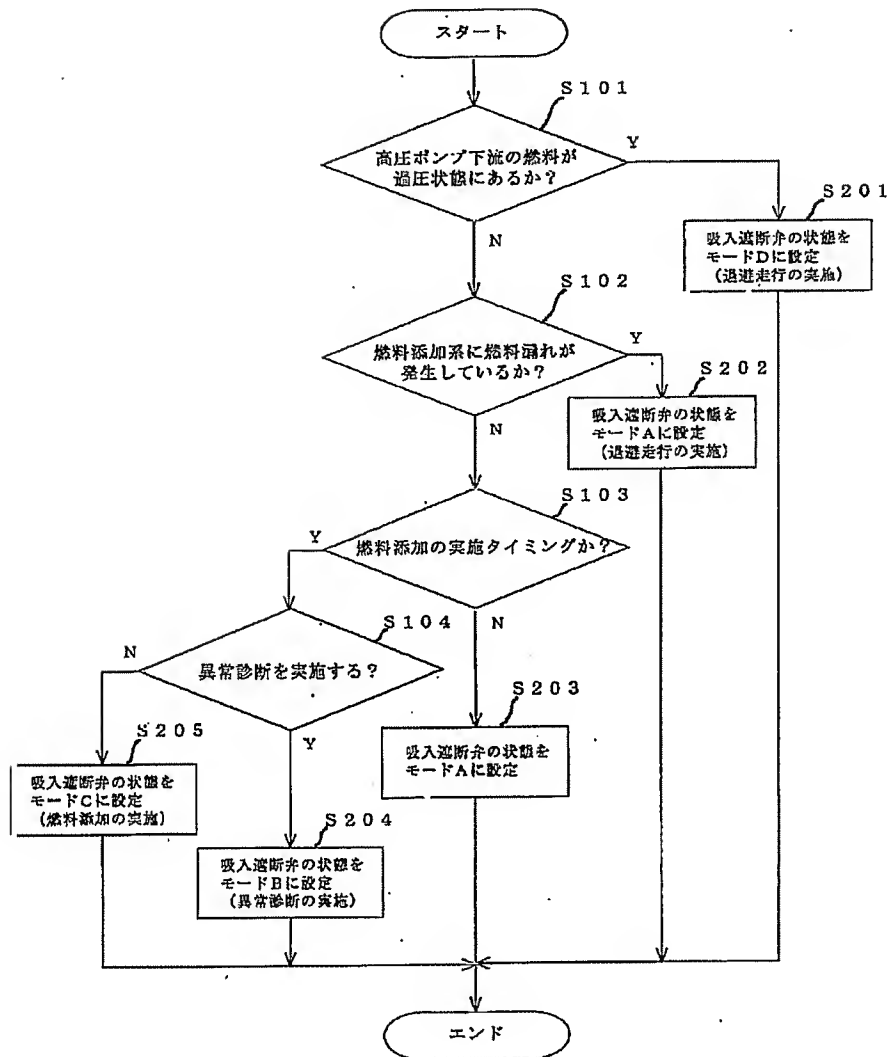 スタート
S101
高圧ポンプ下流の燃料が
過圧状態にあるか?
Y
N
S201
吸入遮断弁の状態を
モードDに設定
(退避走行の実施)
S102
燃料添加系に燃料漏れが
発生しているか?
Y
N
S202
吸入遮断弁の状態を
モードAに設定
(退避走行の実施)
S103
燃料添加の実施タイミングか?
Y
N
S104
異常診断を実施する?
N
Y
S203
吸入遮断弁の状態を
モードAに設定
S205
吸入遮断弁の状態を
モードCに設定
(燃料添加の実施)
S204
吸入遮断弁の状態を
モードBに設定
(異常診断の実施)
エンド